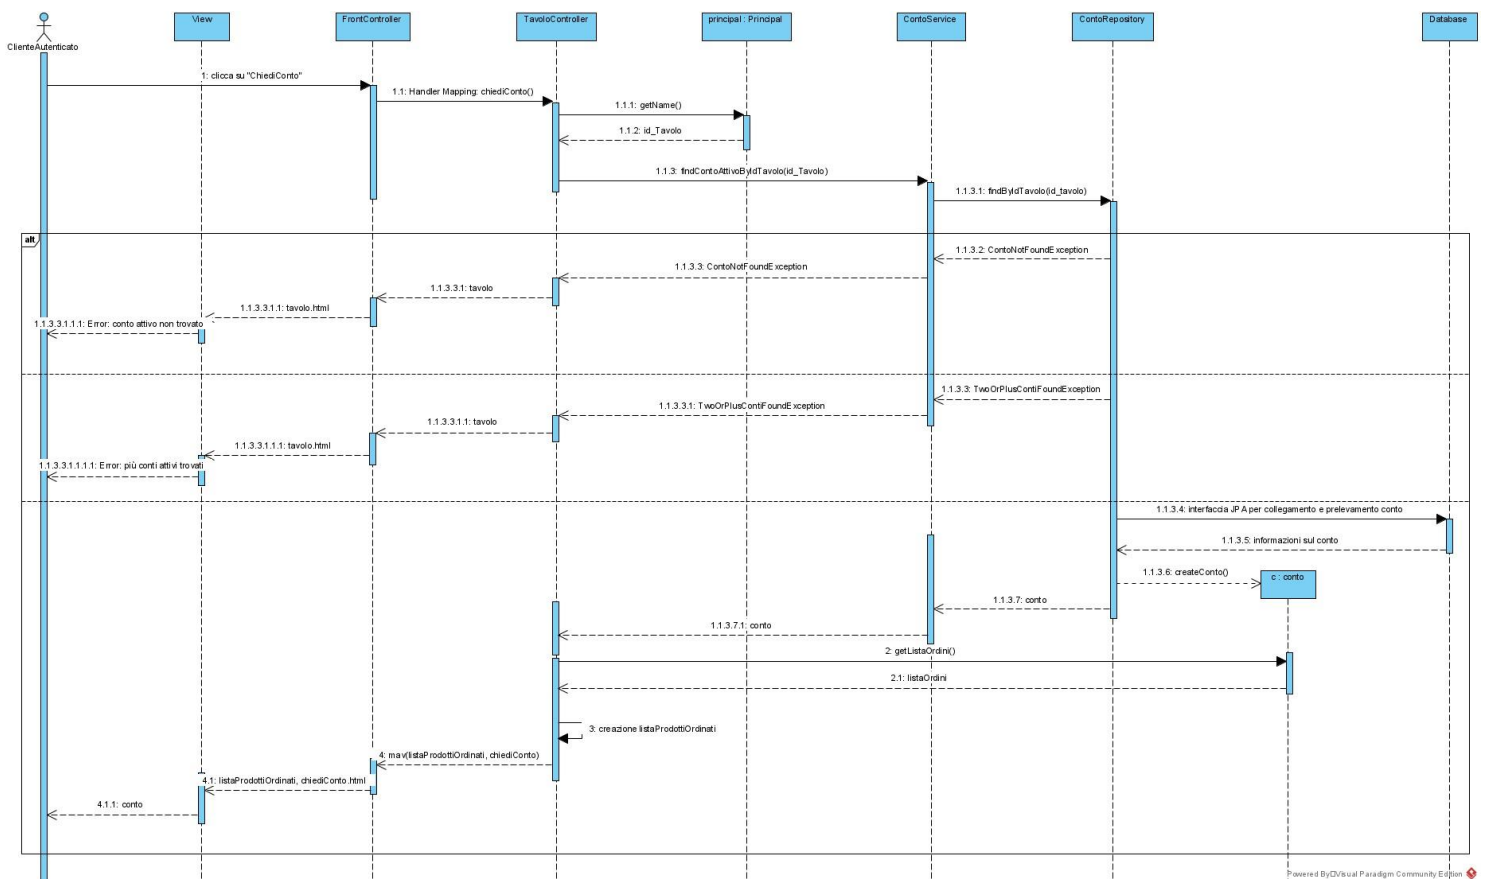 ClienteAutenticato
View
FrontController
TavoloController
principal : Principal
ContoService
ContoRepository
Database
1: clicca su "ChiediConto"
1.1: Handler Mapping: chiediConto()
1.1.1: getName()
1.1.2: id_Tavolo
1.1.3: findContoAttivoByIdTavolo(id_Tavolo)
1.1.3.1: findByIdTavolo(id_tavolo)
alt
1.1.3.2: ContoNotFoundException
1.1.3.3: ContoNotFoundException
1.1.3.3.1: tavolo
1.1.3.3.1.1: tavolo.html
1.1.3.3.1.1.1: Error: conto attivo non trovato
1.1.3.3: TwoOrPlusContiFoundException
1.1.3.3.1: TwoOrPlusContiFoundException
1.1.3.3.1.1: tavolo
1.1.3.3.1.1.1: tavolo.html
1.1.3.3.1.1.1.1: Error: più conti attivi trovati
1.1.3.4: interfaccia JPA per collegamento e prelevamento conto
1.1.3.5: informazioni sul conto
1.1.3.6: createConto()
c : conto
1.1.3.7: conto
1.1.3.7.1: conto
2: getListaOrdini()
2.1: listaOrdini
3: creazione listaProdottiOrdinati
4: mav(listaProdottiOrdinati, chiediConto)
4.1: listaProdottiOrdinati, chiediConto.html
4.1.1: conto
Powered By Visual Paradigm Community Edition